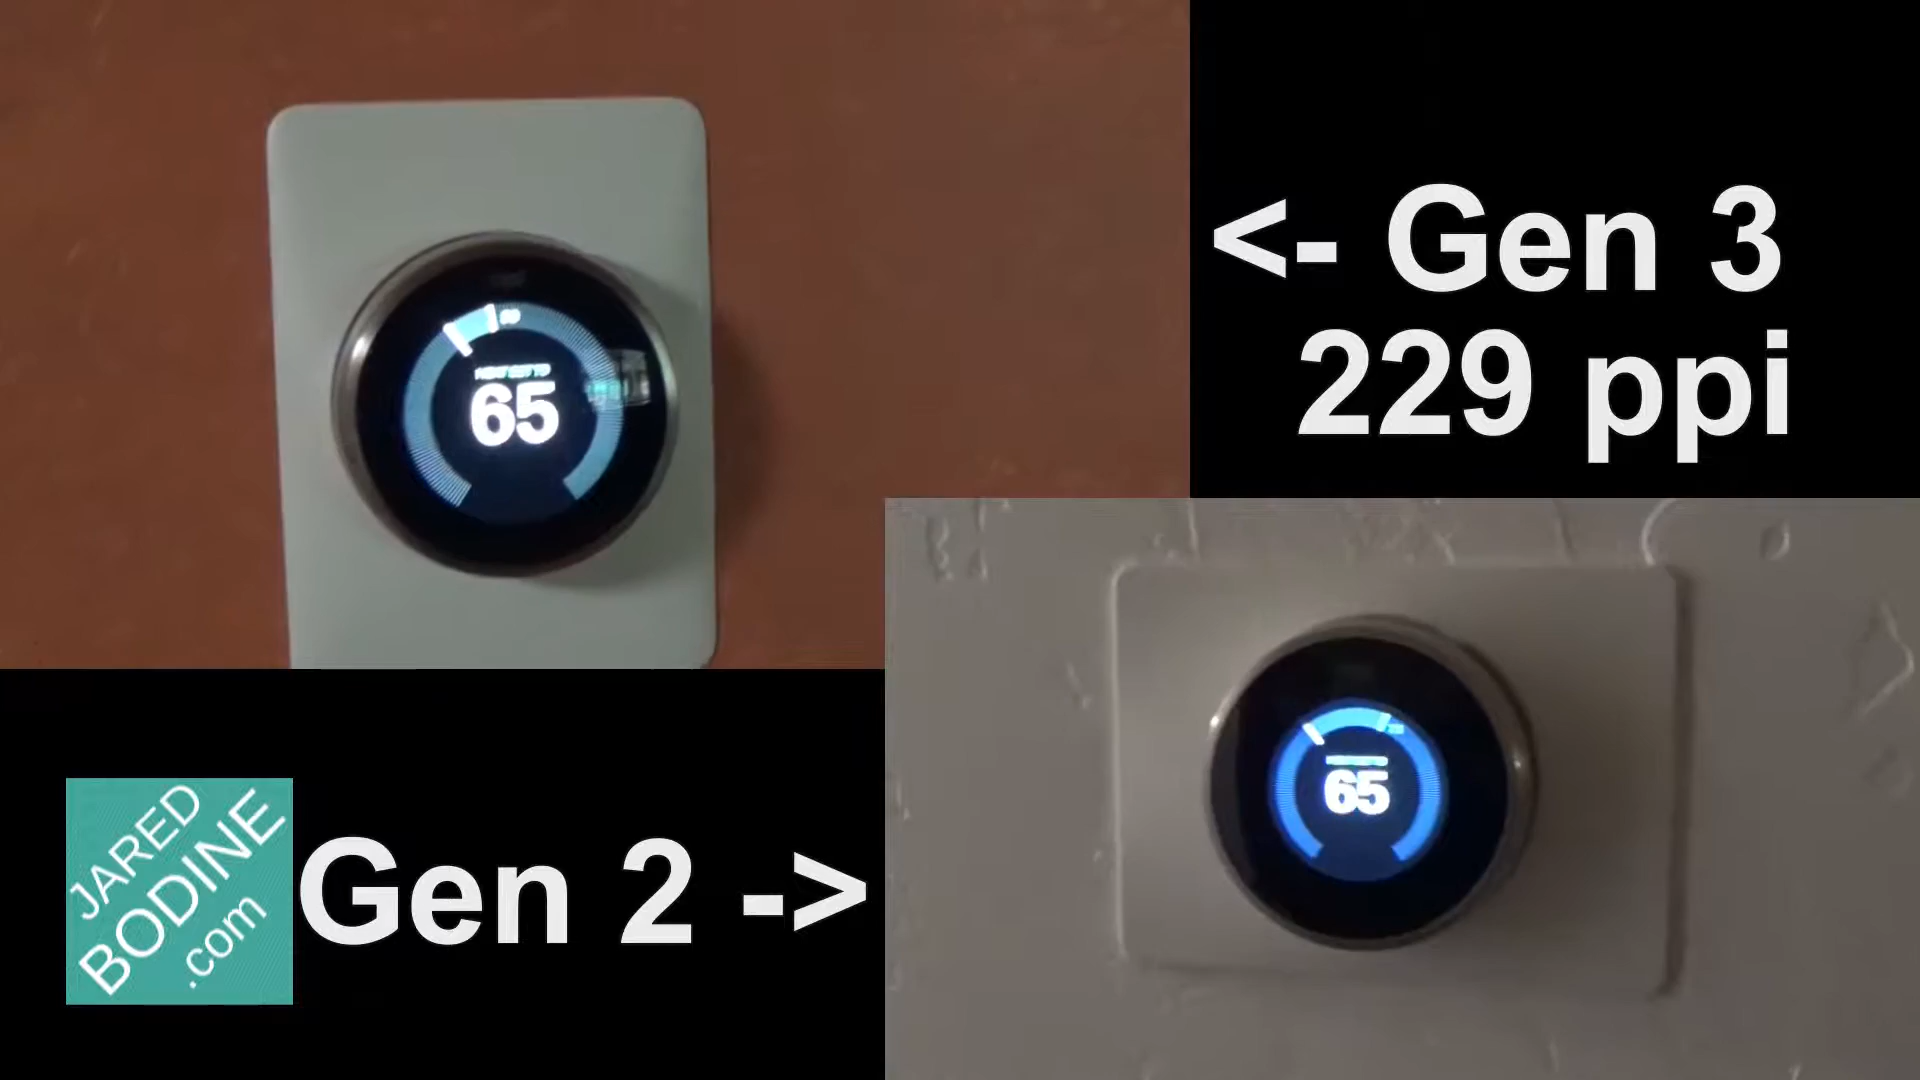 <- Gen 3
229 ppi
65
65
JARED
BODINE
.com
Gen 2 ->